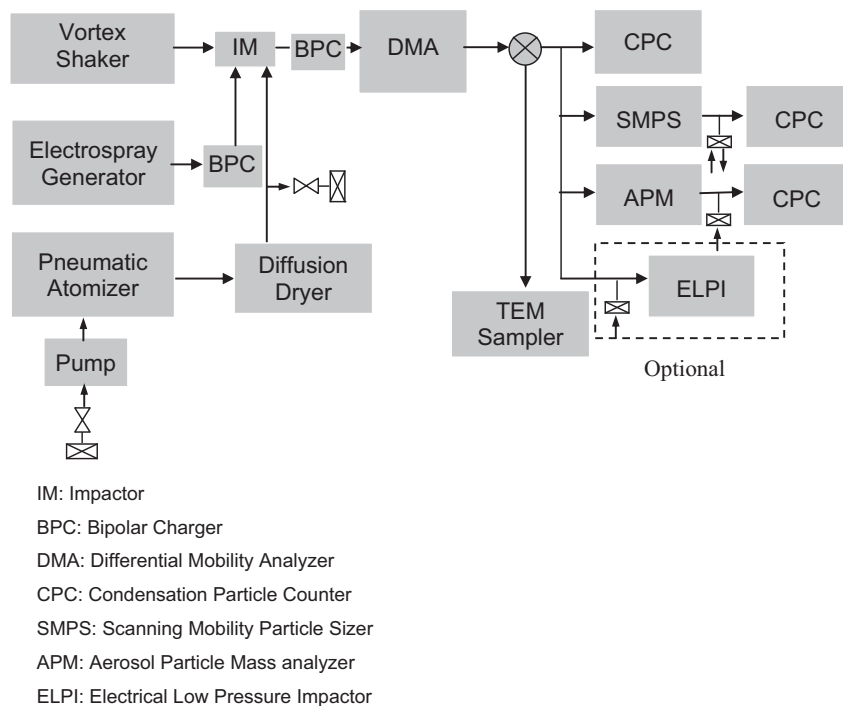 Vortex
Shaker
IM
BPC
DMA
CPC
Electrospray
Generator
BPC
SMPS
CPC
APM
CPC
Pneumatic
Atomizer
Diffusion
Dryer
ELPI
TEM
Sampler
Optional
Pump
IM: Impactor
BPC: Bipolar Charger
DMA: Differential Mobility Analyzer
CPC: Condensation Particle Counter
SMPS: Scanning Mobility Particle Sizer
APM: Aerosol Particle Mass analyzer
ELPI: Electrical Low Pressure Impactor